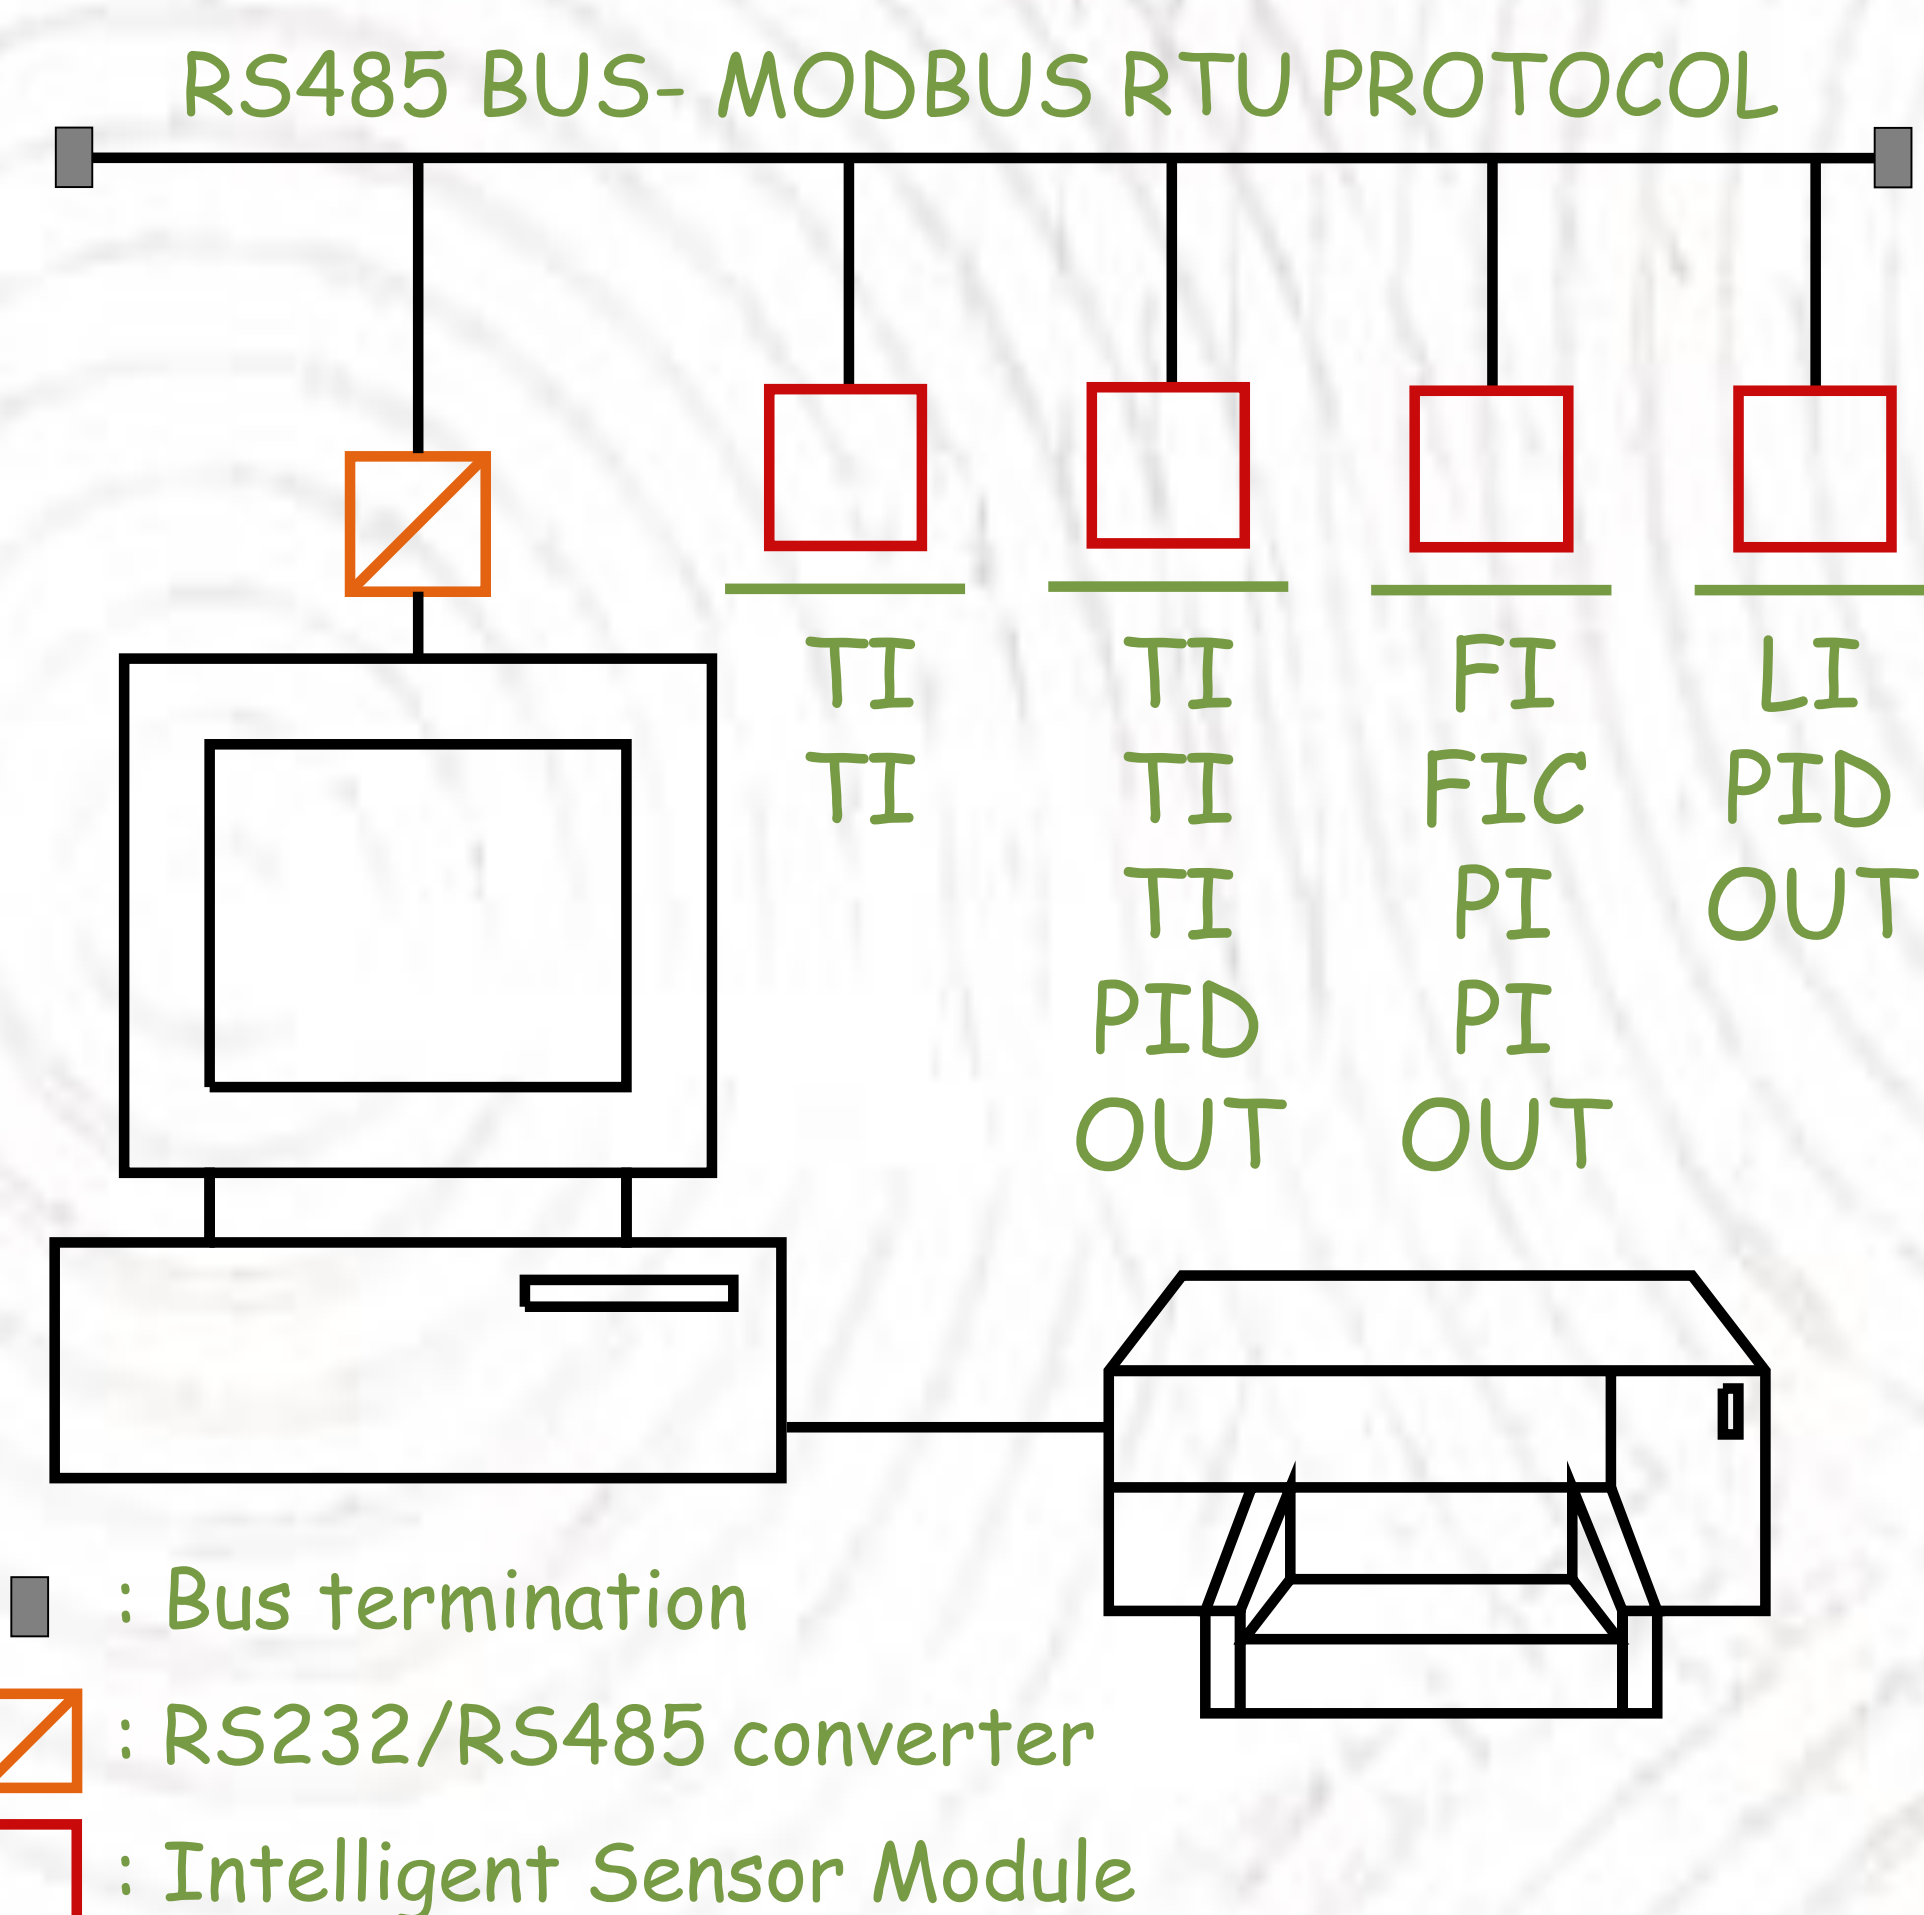 RS485 BUS- MODBUS RTU PROTOCOL
TI
TI
TI
TI
TI
PID
OUT
FI
FIC
PI
PI
OUT
LI
PID
OUT
: Bus termination
: RS232/RS485 converter
: Intelligent Sensor Module